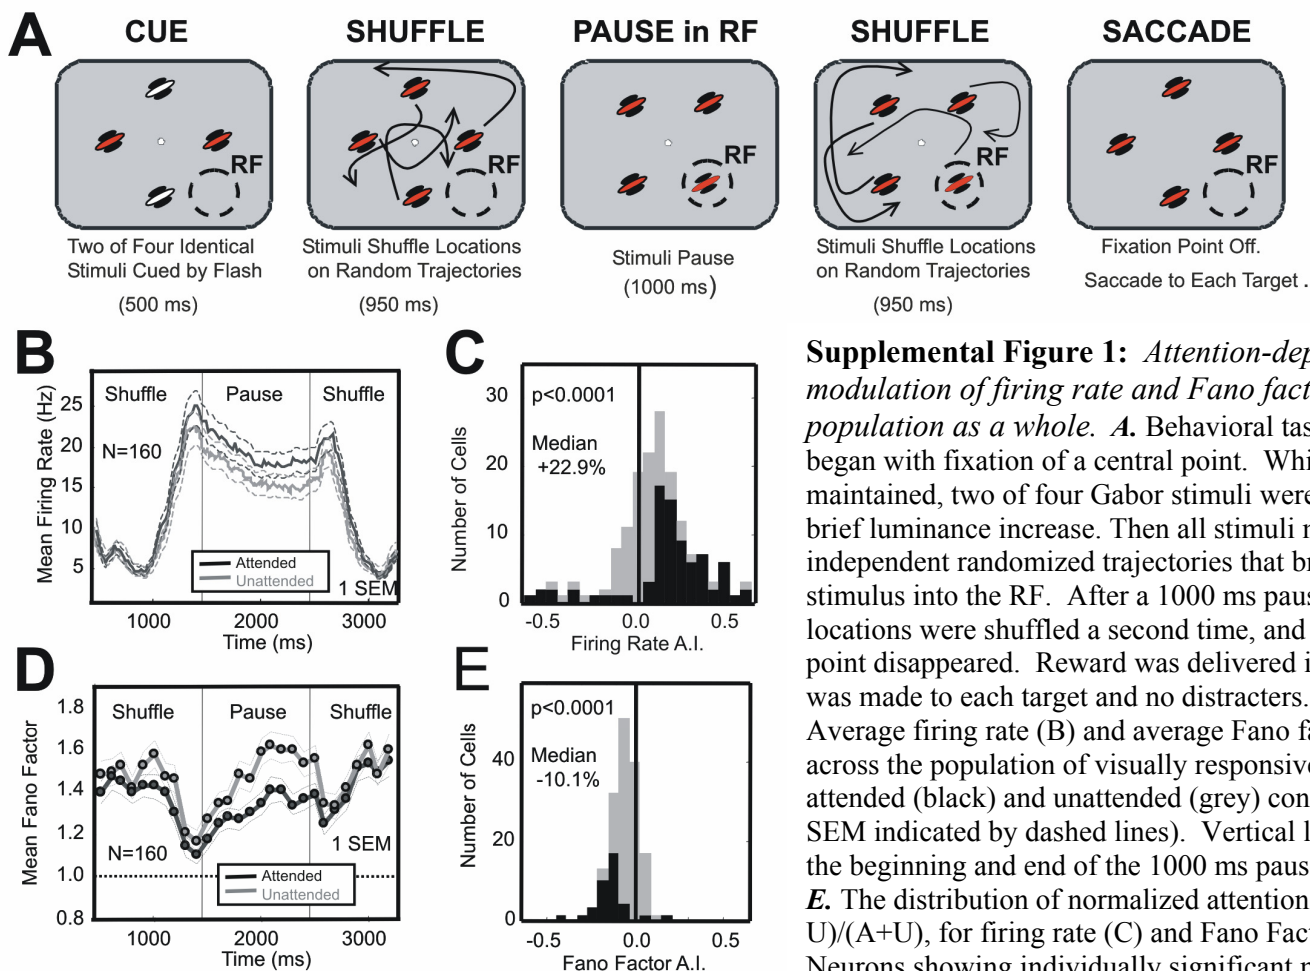 A
CUE
SHUFFLE
PAUSE in RF
SHUFFLE
SACCADE
RF
RF
RF
RF
RF
Two of Four Identical
Stimuli Cued by Flash
(500 ms)
Stimuli Shuffle Locations
on Random Trajectories
(950 ms)
Stimuli Pause
(1000 ms)
Stimuli Shuffle Locations
on Random Trajectories
(950 ms)
Fixation Point Off.
Saccade to Each Target .
B
Mean Firing Rate (Hz)
25
20
15
10
5
Shuffle
Pause
Shuffle
N=160
Attended
Unattended
1 SEM
1000
2000
3000
Time (ms)
C
Number of Cells
30
20
10
0
p<0.0001
Median
+22.9%
-0.5
0.0
0.5
Firing Rate A.I.
D
Mean Fano Factor
1.8
1.6
1.4
1.2
1.0
0.8
Shuffle
Pause
Shuffle
N=160
1 SEM
Attended
Unattended
1000
2000
3000
Time (ms)
E
Number of Cells
40
20
0
p<0.0001
Median
-10.1%
-0.5
0.0
0.5
Fano Factor A.I.
Supplemental Figure 1: Attention-dep
modulation of firing rate and Fano fact
population as a whole. A. Behavioral tas
began with fixation of a central point. Whi
maintained, two of four Gabor stimuli were
brief luminance increase. Then all stimuli
independent randomized trajectories that br
stimulus into the RF. After a 1000 ms paus
locations were shuffled a second time, and
point disappeared. Reward was delivered i
was made to each target and no distracters.
Average firing rate (B) and average Fano fa
across the population of visually responsive
attended (black) and unattended (grey) con
SEM indicated by dashed lines). Vertical l
the beginning and end of the 1000 ms paus
E. The distribution of normalized attention
U)/(A+U), for firing rate (C) and Fano Fact
Neurons showing individually significant